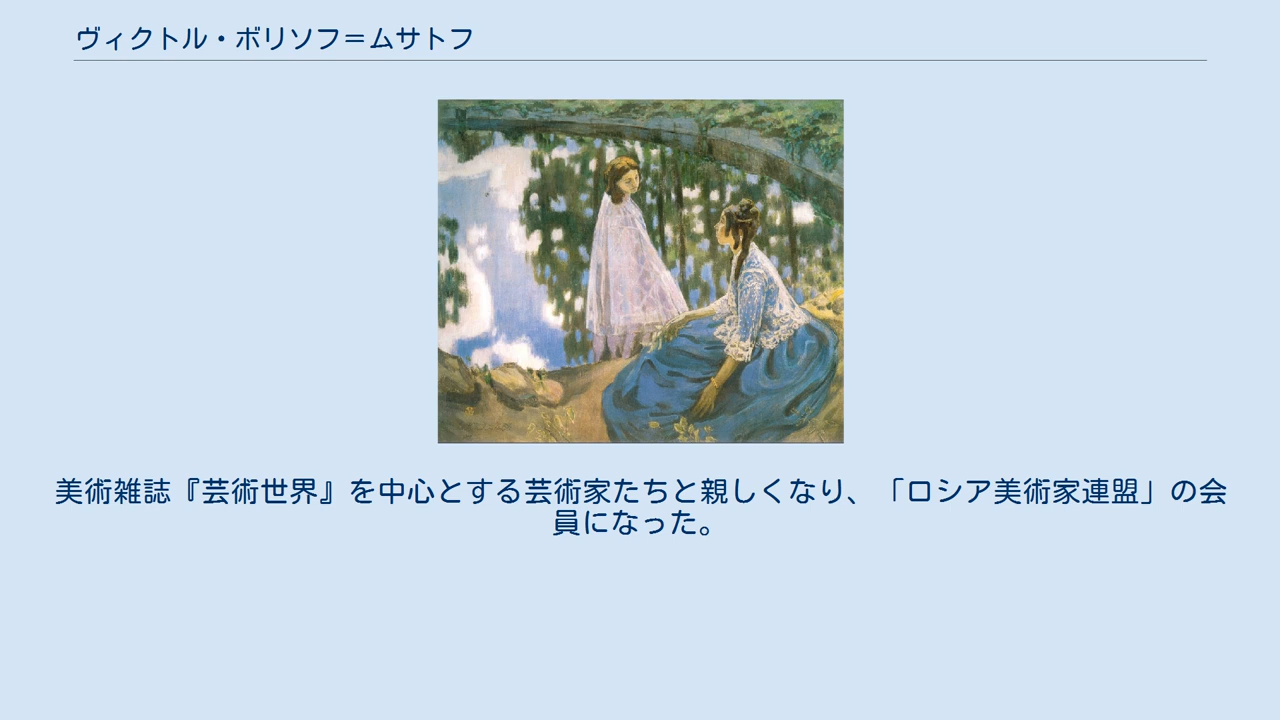 ヴィクトル・ボリソフ＝ムサトフ
美術雑誌『芸術世界』を中心とする芸術家たちと親しくなり、「ロシア美術家連盟」の会
員になった。